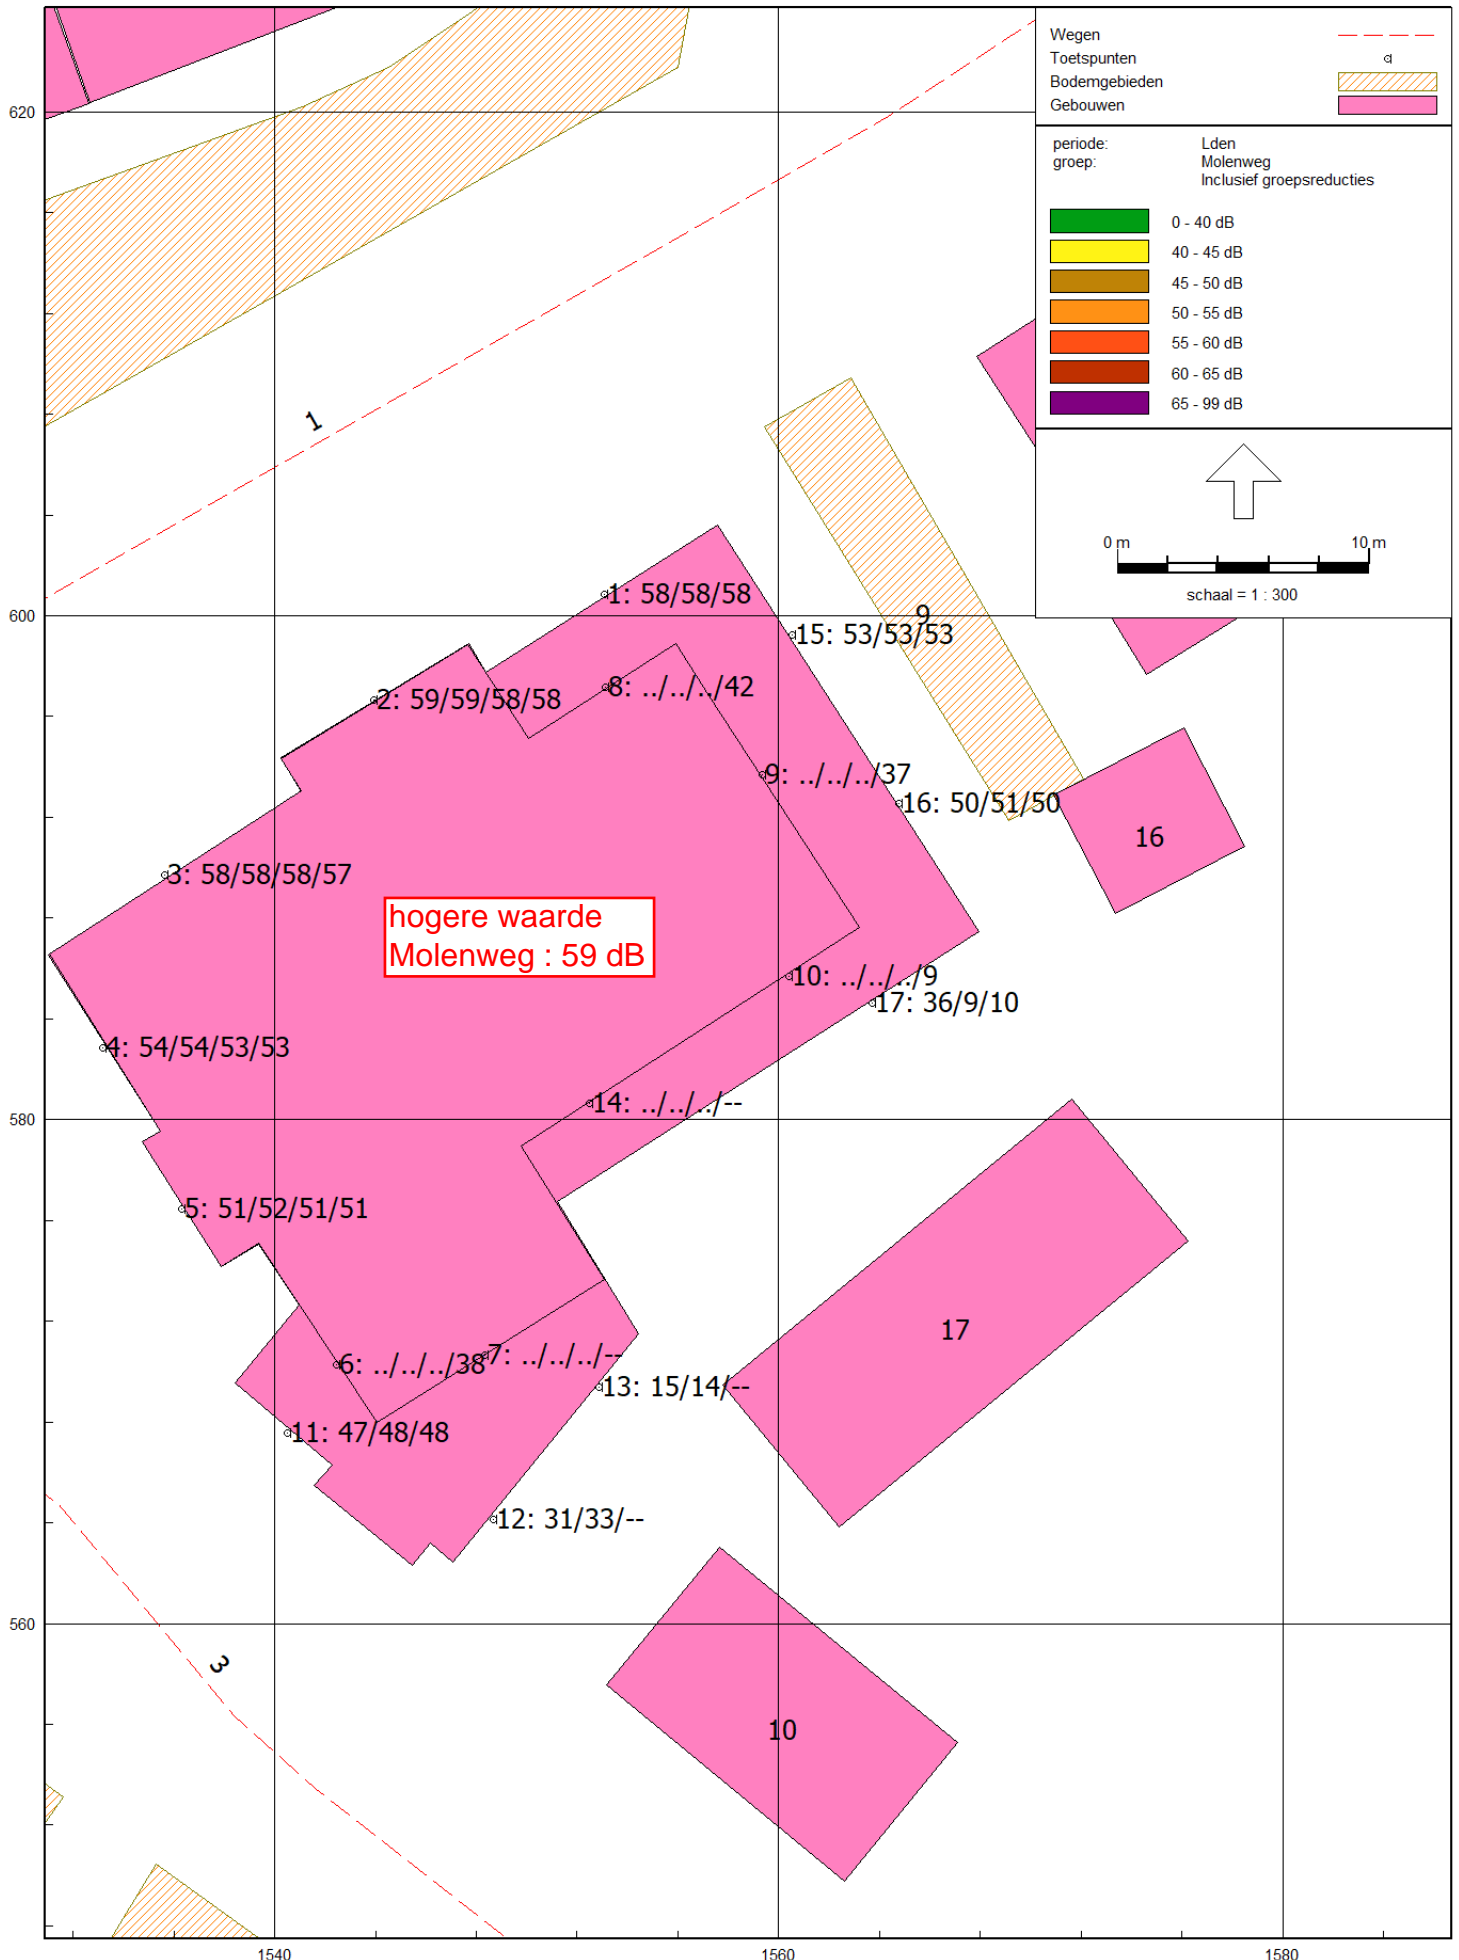 Wegen
Toetspunten
Bodemgebieden
Gebouwen
periode: Lden
groep: Molenweg
Inclusief groepsreducties
0 - 40 dB
40 - 45 dB
45 - 50 dB
50 - 55 dB
55 - 60 dB
60 - 65 dB
65 - 99 dB
0 m 10 m
schaal = 1 : 300
620
1
600
1: 58/58/58
9
15: 53/53/53
2: 59/59/58/58
8: ../../../42
9: ../../../37
16: 50/51/50
16
3: 58/58/58/57
hogere waarde
Molenweg : 59 dB
10: ../../../9
17: 36/9/10
4: 54/54/53/53
14: ../../../--
580
5: 51/52/51/51
17
6: ../../../38
7: ../../../--
13: 15/14/--
11: 47/48/48
12: 31/33/--
560
3
10
1540 1560 1580